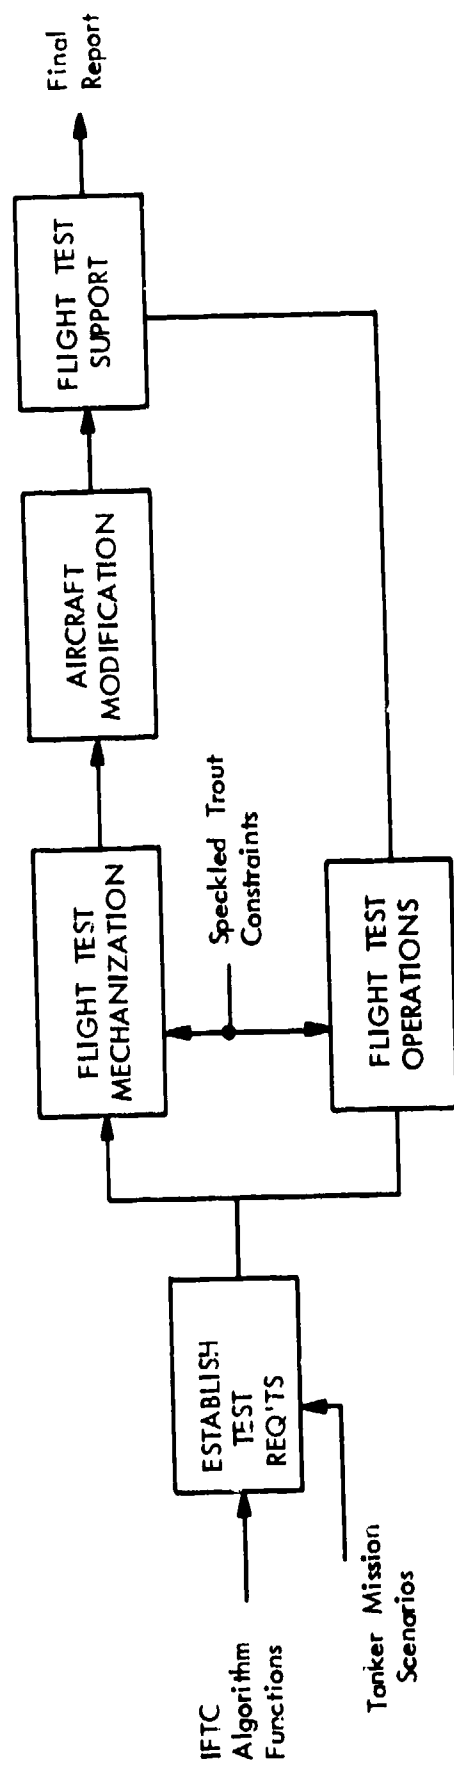 IFTC
Algorithm
Functions
Tanker Mission
Scenarios
ESTABLISH
TEST
REQ'TS
FLIGHT TEST
MECHANIZATION
Speckled Trout
Constraints
FLIGHT TEST
OPERATIONS
AIRCRAFT
MODIFICATION
FLIGHT TEST
SUPPORT
Final
Report